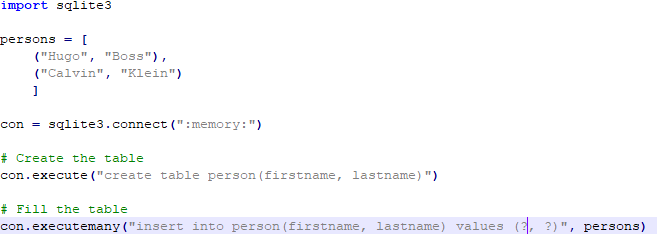 import sqlite3
persons = [
("Hugo", "Boss"),
("Calvin", "Klein")
]
con = sqlite3.connect(":memory:")
# Create the table
con.execute("create table person(firstname, lastname)")
# Fill the table
con.executemany("insert into person(firstname, lastname) values (?, ?)", persons)